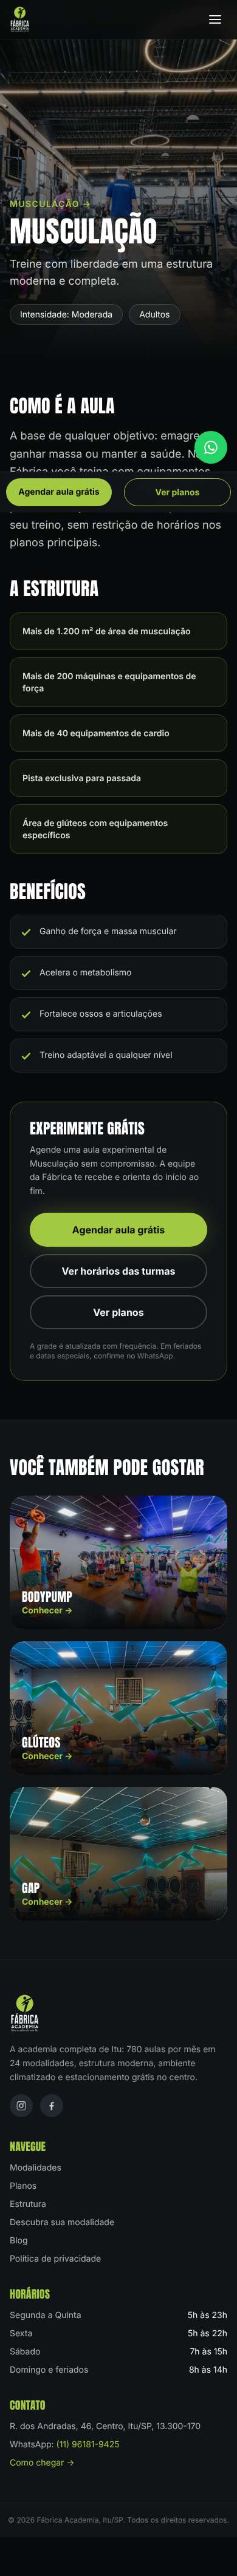 FÁBRICA
ACADEMIA
MUSCULAÇÃO →
MUSCULAÇÃO
Treine com liberdade em uma estrutura
moderna e completa.
Intensidade: Moderada
Adultos
COMO É A AULA
A base de qualquer objetivo: emagrecer,
ganhar massa ou manter a saúde. Na
Agendar aula grátis
Ver planos
seu treino, sem restrição de horários nos
planos principais.
A ESTRUTURA
Mais de 1.200 m² de área de musculação
Mais de 200 máquinas e equipamentos de
força
Mais de 40 equipamentos de cardio
Pista exclusiva para passada
Área de glúteos com equipamentos
específicos
BENEFÍCIOS
Ganho de força e massa muscular
Acelera o metabolismo
Fortalece ossos e articulações
Treino adaptável a qualquer nível
EXPERIMENTE GRÁTIS
Agende uma aula experimental de
Musculação sem compromisso. A equipe
da Fábrica te recebe e orienta do início ao
fim.
Agendar aula grátis
Ver horários das turmas
Ver planos
A grade é atualizada com frequência. Em feriados
e datas especiais, confirme no WhatsApp.
VOCÊ TAMBÉM PODE GOSTAR
BODYPUMP
Conhecer →
GLÚTEOS
Conhecer →
GAP
Conhecer →
FÁBRICA
ACADEMIA
A academia completa de Itu: 780 aulas por mês em
24 modalidades, estrutura moderna, ambiente
climatizado e estacionamento grátis no centro.
NAVEGUE
Modalidades
Planos
Estrutura
Descubra sua modalidade
Blog
Política de privacidade
HORÁRIOS
Segunda a Quinta 5h às 23h
Sexta 5h às 22h
Sábado 7h às 15h
Domingo e feriados 8h às 14h
CONTATO
R. dos Andradas, 46, Centro, Itu/SP, 13.300-170
WhatsApp: (11) 96181-9425
Como chegar →
© 2026 Fábrica Academia, Itu/SP. Todos os direitos reservados.